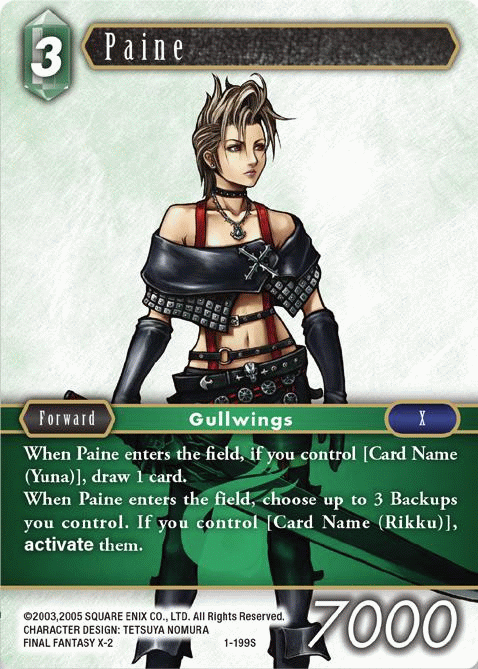 3
Paine
Forward
Gullwings
X
When Paine enters the field, if you control [Card Name
(Yuna)], draw 1 card.
When Paine enters the field, choose up to 3 Backups
you control. If you control [Card Name (Rikku)],
activate them.
©2003,2005 SQUARE ENIX CO., LTD. All Rights Reserved.
CHARACTER DESIGN: TETSUYA NOMURA
FINAL FANTASY X-2
1-199S
7000